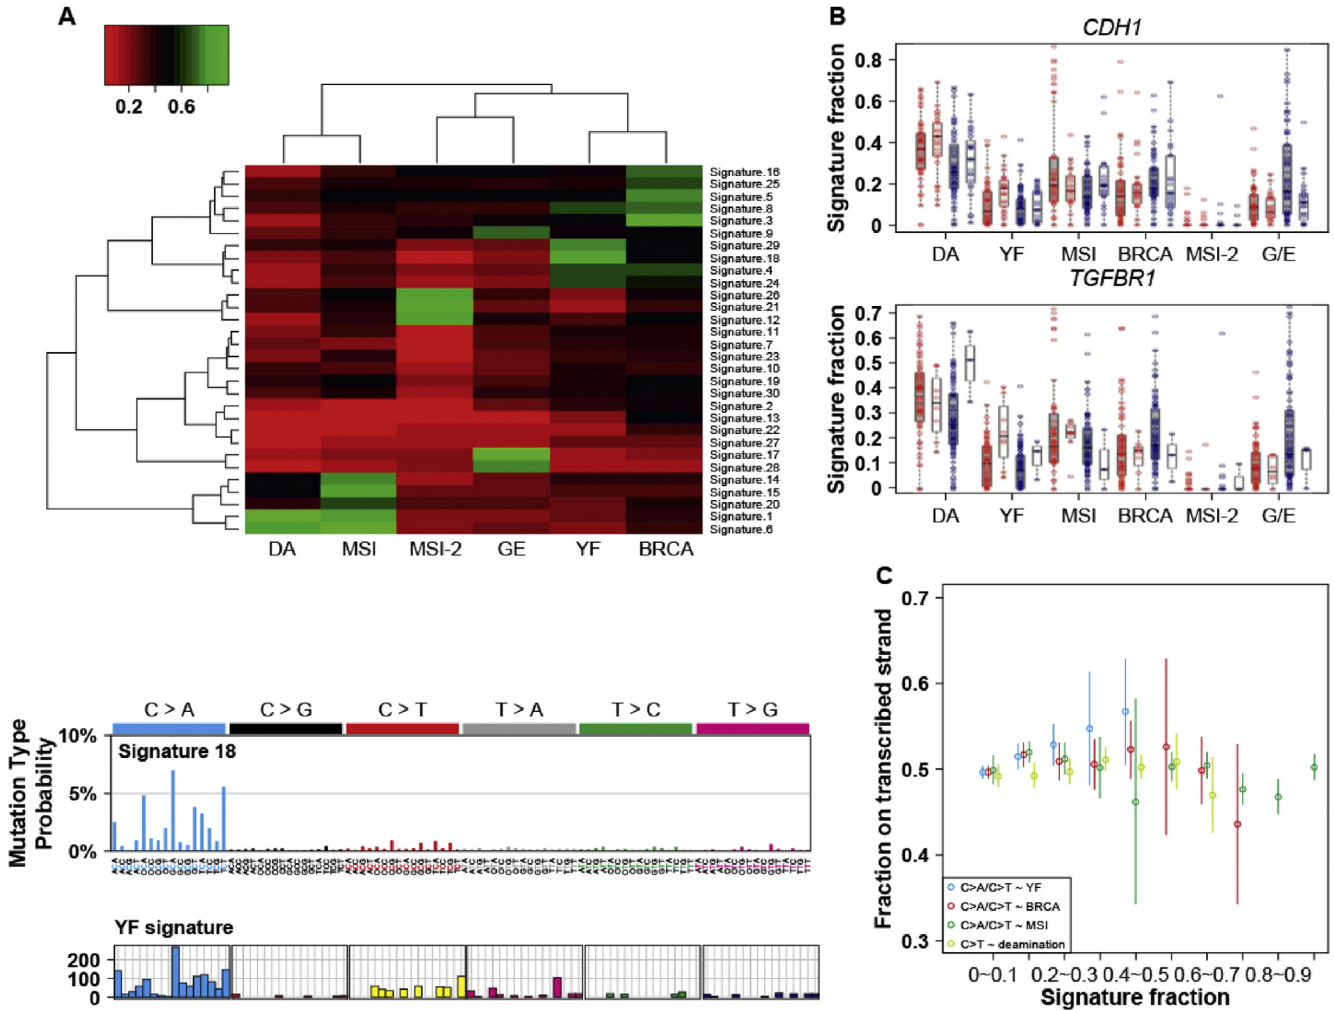 A
0.2 0.6
Signature.16
Signature.25
Signature.5
Signature.8
Signature.3
Signature.9
Signature.29
Signature.18
Signature.4
Signature.24
Signature.26
Signature.21
Signature.12
Signature.11
Signature.7
Signature.23
Signature.10
Signature.19
Signature.30
Signature.2
Signature.13
Signature.22
Signature.27
Signature.17
Signature.28
Signature.14
Signature.15
Signature.20
Signature.1
Signature.6
DA MSI MSI-2 GE YF BRCA
B
CDH1
Signature fraction
0.8
0.6
0.4
0.2
0
DA YF MSI BRCA MSI-2 G/E
TGFBR1
Signature fraction
0.7
0.6
0.5
0.4
0.3
0.2
0.1
0
DA YF MSI BRCA MSI-2 G/E
C > A C > G C > T T > A T > C T > G
Mutation Type
Probability
10%
5%
0%
Signature 18
YF signature
200
100
0
C
Fraction on transcribed strand
0.7
0.6
0.5
0.4
0.3
C>A/C>T ~ YF
C>A/C>T ~ BRCA
C>A/C>T ~ MSI
C>T ~ deamination
0~0.1 0.2~0.3 0.4~0.5 0.6~0.7 0.8~0.9
Signature fraction